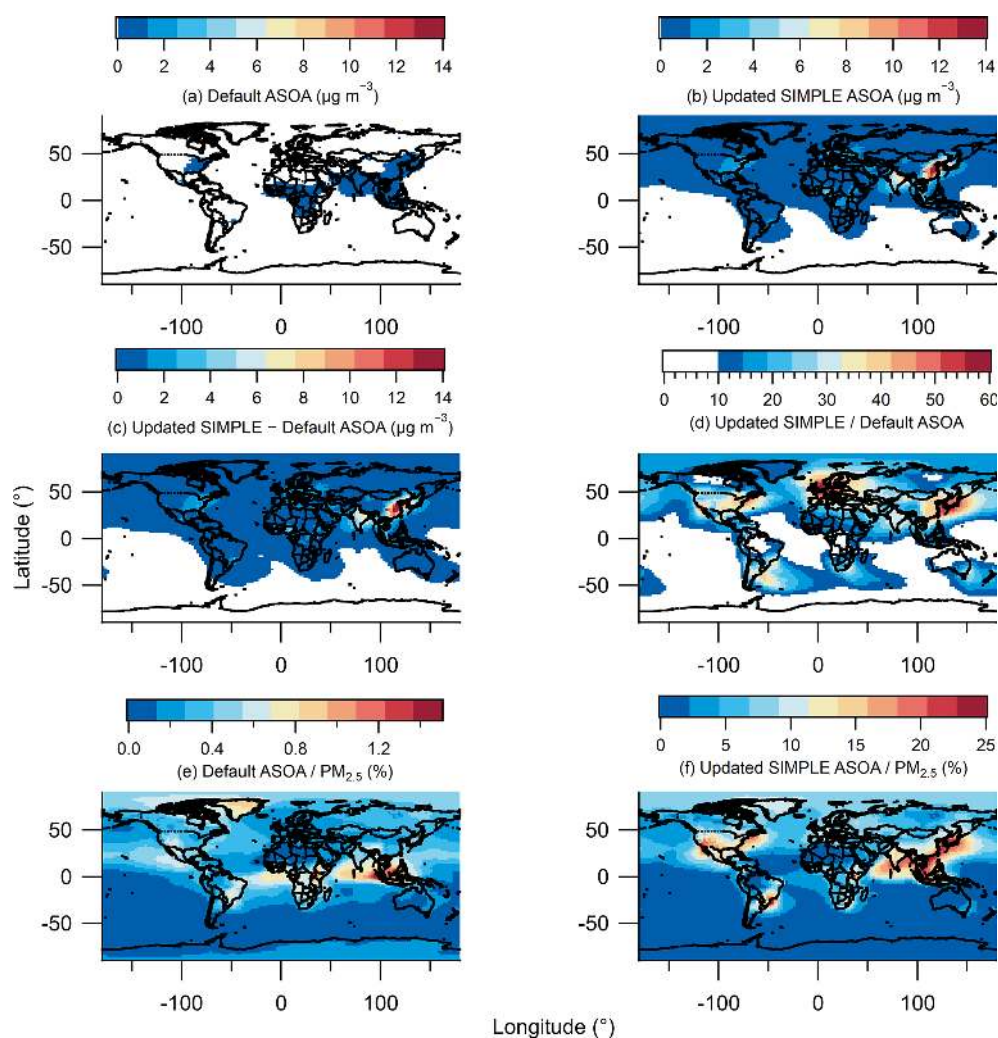 0 2 4 6 8 10 12 14
(a) Default ASOA (µg m⁻³)
50
0
-50
-100 0 100
0 2 4 6 8 10 12 14
(b) Updated SIMPLE ASOA (µg m⁻³)
50
0
-50
-100 0 100
0 2 4 6 8 10 12 14
(c) Updated SIMPLE − Default ASOA (µg m⁻³)
50
0
-50
-100 0 100
0 10 20 30 40 50 60
(d) Updated SIMPLE / Default ASOA
50
0
-50
-100 0 100
Latitude (°)
0.0 0.4 0.8 1.2
(e) Default ASOA / PM₂.₅ (%)
50
0
-50
-100 0 100
0 5 10 15 20 25
(f) Updated SIMPLE ASOA / PM₂.₅ (%)
50
0
-50
-100 0 100
Longitude (°)